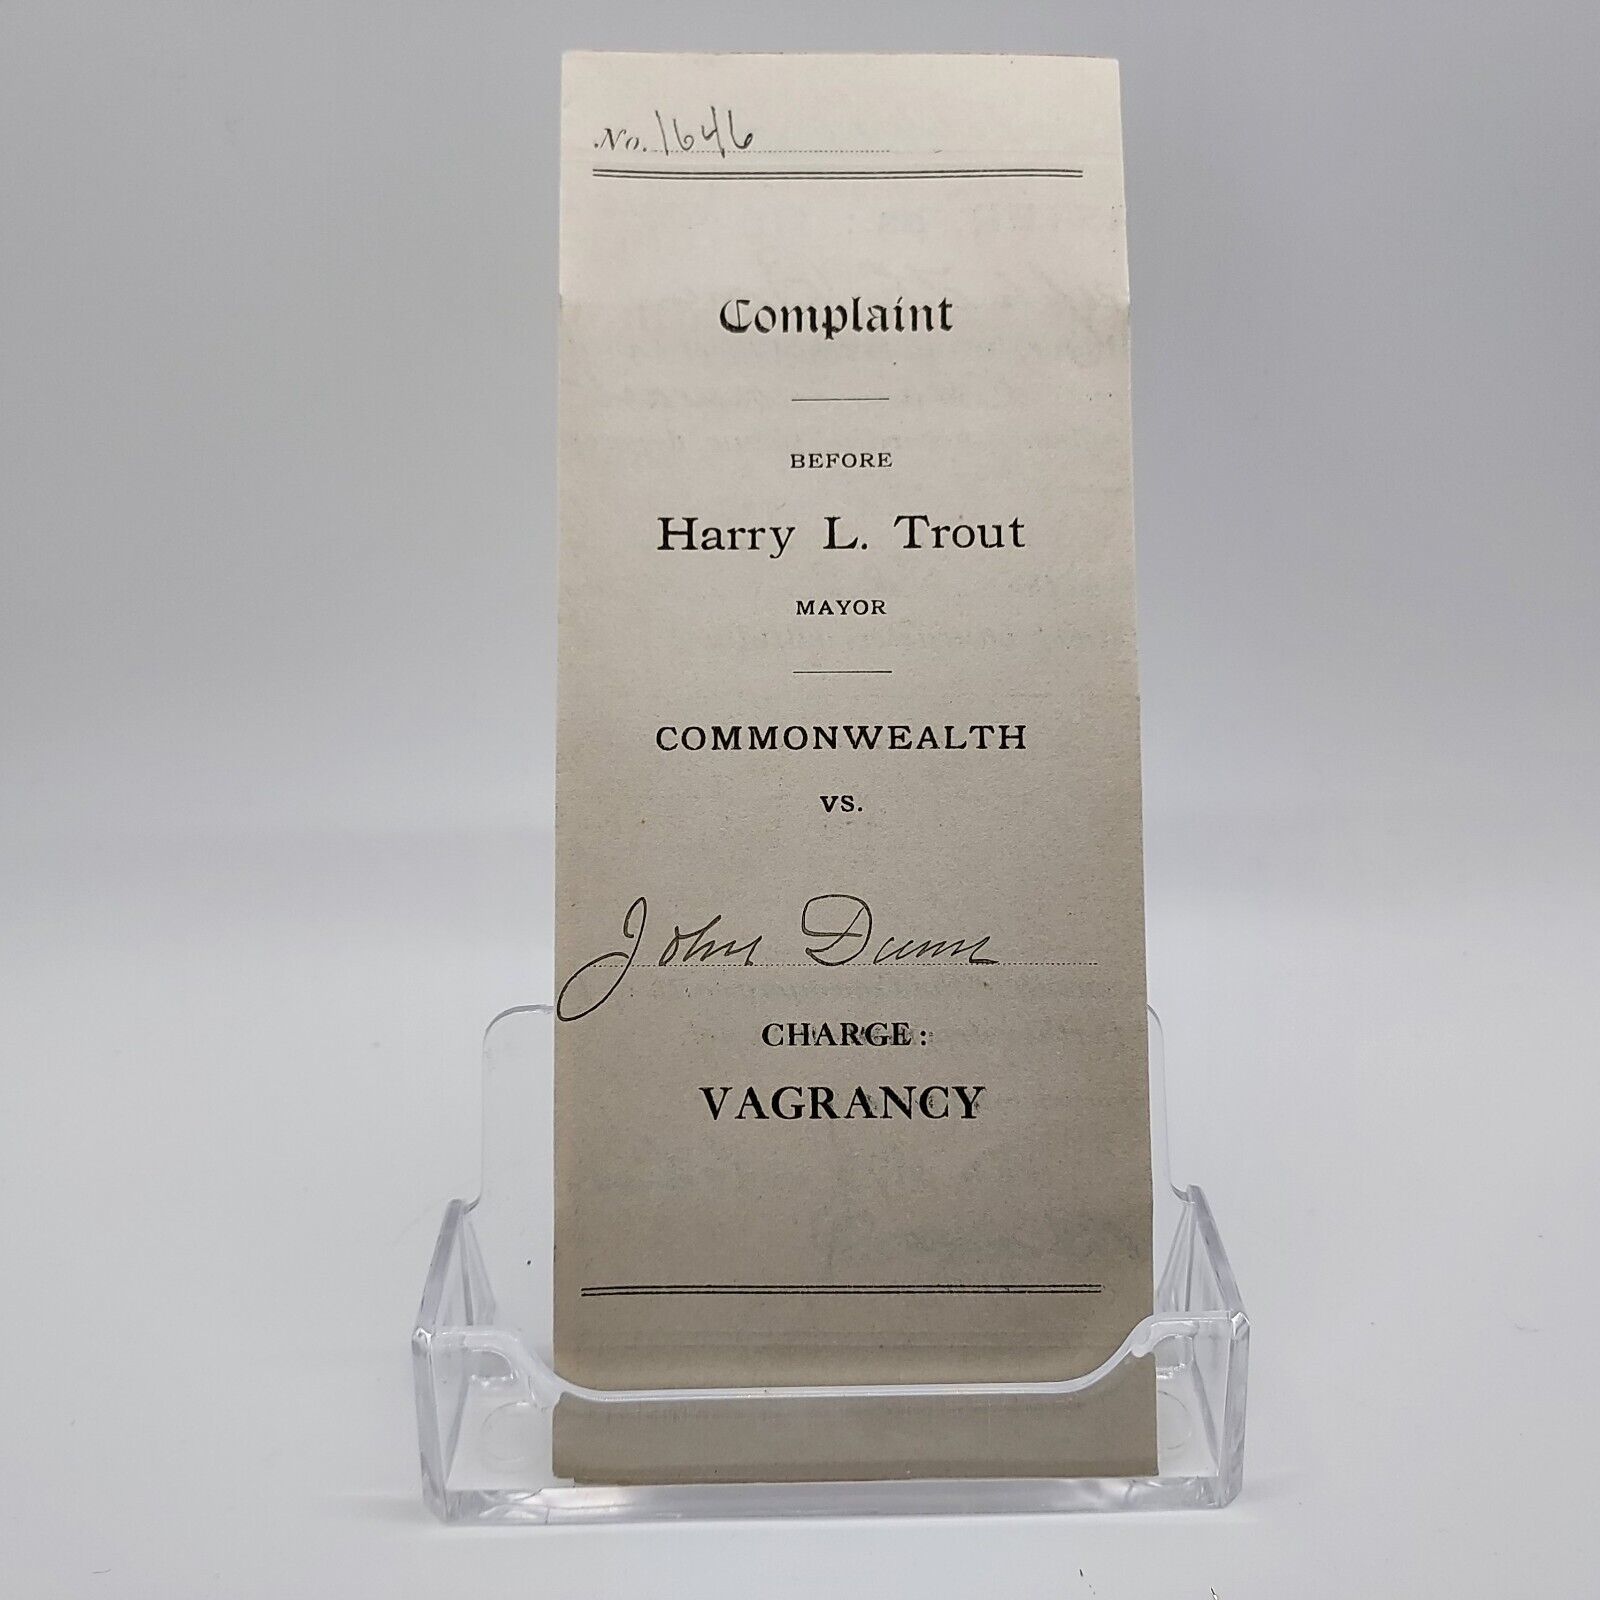 No. 1646
Complaint
BEFORE
Harry L. Trout
MAYOR
COMMONWEALTH
VS.
John Dunn
CHARGE:
VAGRANCY